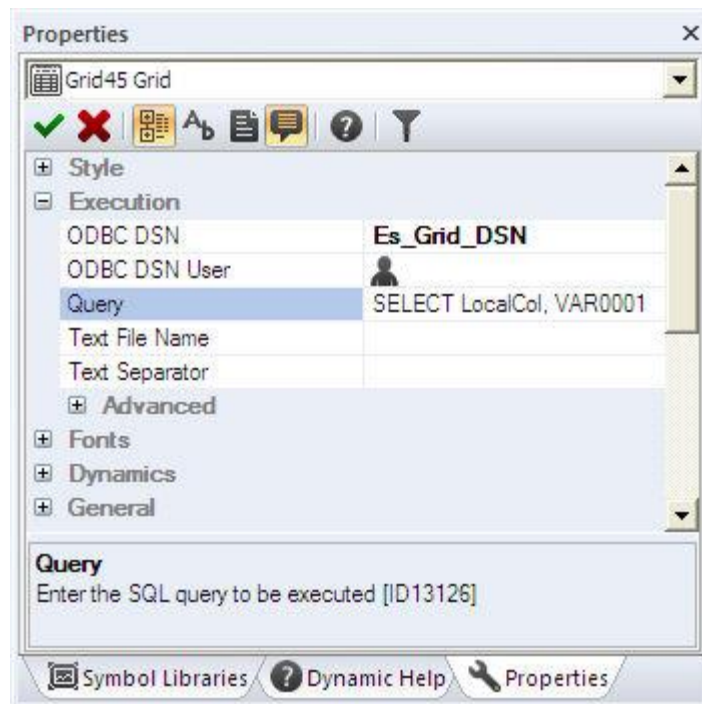 Properties
Grid45 Grid
Ab
Style
Execution
ODBC DSN Es_Grid_DSN
ODBC DSN User
Query SELECT LocalCol, VAR0001
Text File Name
Text Separator
Advanced
Fonts
Dynamics
General
Query
Enter the SQL query to be executed [ID13126]
Symbol Libraries Dynamic Help Properties